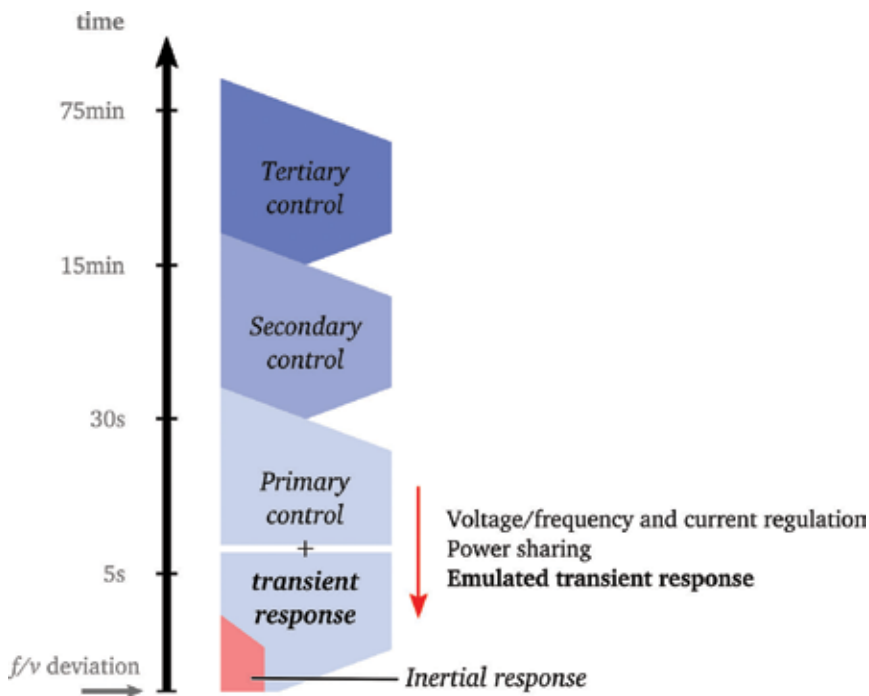 time
75min
Tertiary
control
15min
Secondary
control
30s
Primary
control
+
transient
response
5s
Voltage/frequency and current regulation
Power sharing
Emulated transient response
f/v deviation
Inertial response